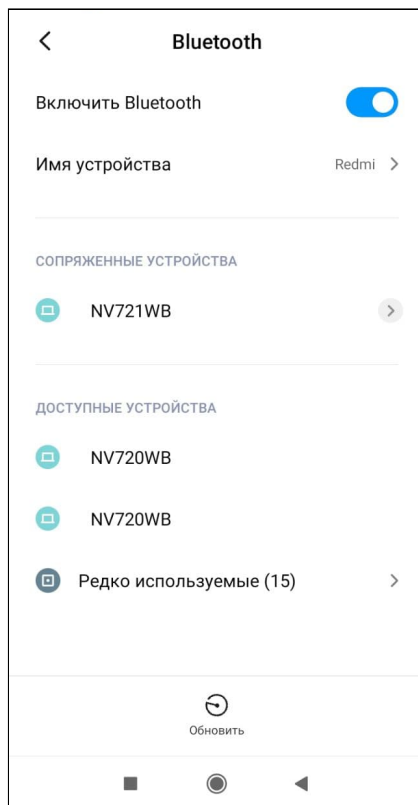 Bluetooth
Включить Bluetooth
Имя устройства Redmi
СОПРЯЖЕННЫЕ УСТРОЙСТВА
NV721WB
ДОСТУПНЫЕ УСТРОЙСТВА
NV720WB
NV720WB
Редко используемые (15)
Обновить